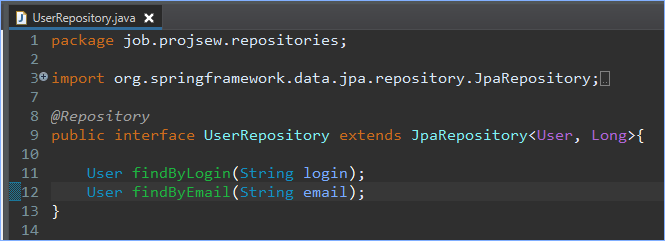 UserRepository.java
1 package job.projsew.repositories;
2
3 import org.springframework.data.jpa.repository.JpaRepository;
7
8 @Repository
9 public interface UserRepository extends JpaRepository<User, Long>{
10
11 User findByLogin(String login);
12 User findByEmail(String email);
13 }
14